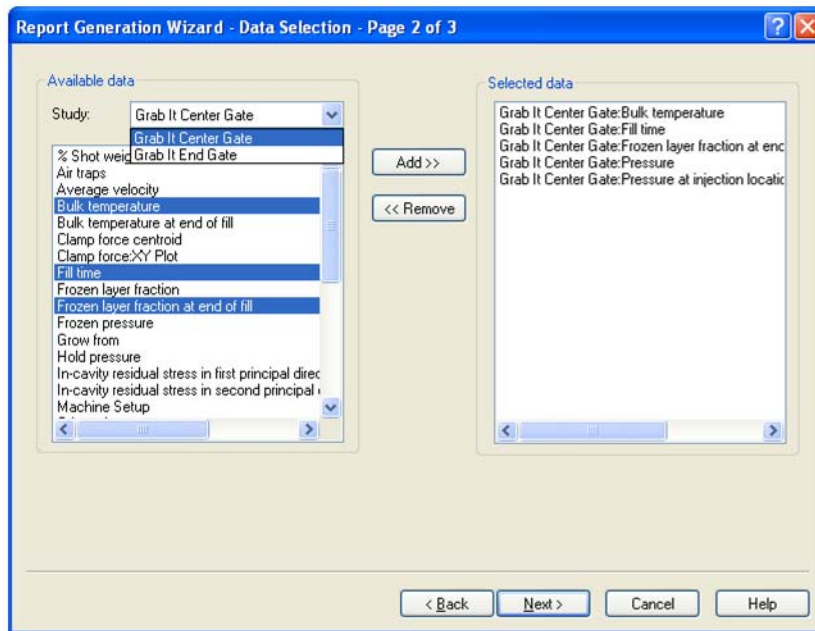 Report Generation Wizard - Data Selection - Page 2 of 3
Available data
Study:
Grab It Center Gate
Grab It Center Gate
Grab It End Gate
% Shot weig
Air traps
Average velocity
Bulk temperature
Bulk temperature at end of fill
Clamp force centroid
Clamp force:XY Plot
Fill time
Frozen layer fraction
Frozen layer fraction at end of fill
Frozen pressure
Grow from
Hold pressure
In-cavity residual stress in first principal direc
In-cavity residual stress in second principal
Machine Setup
Add >>
<< Remove
Selected data
Grab It Center Gate:Bulk temperature
Grab It Center Gate:Fill time
Grab It Center Gate:Frozen layer fraction at enc
Grab It Center Gate:Pressure
Grab It Center Gate:Pressure at injection locatic
< Back
Next >
Cancel
Help